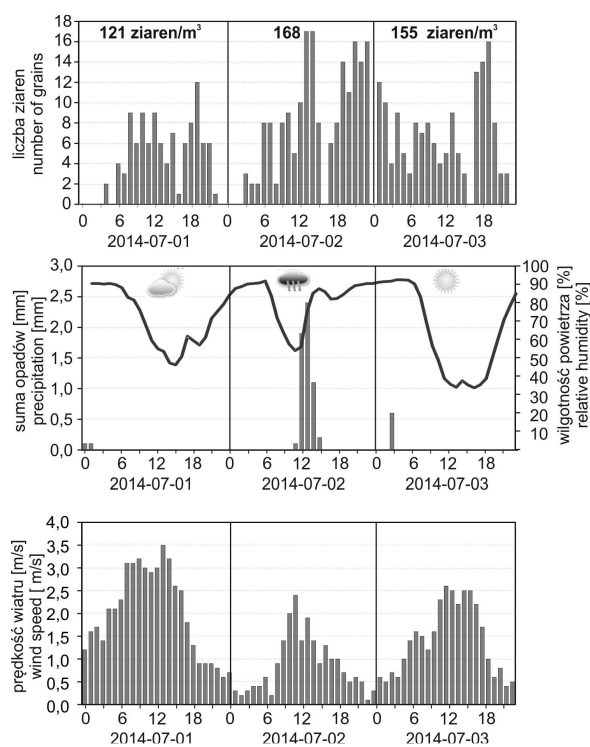 121 ziaren/m³ 168 155 ziaren/m³
liczba ziaren
number of grains
18
16
14
12
10
8
6
4
2
0
0 6 12 18 0 6 12 18 0 6 12 18
2014-07-01 2014-07-02 2014-07-03
suma opadów [mm]
precipitation [mm]
3,0
2,5
2,0
1,5
1,0
0,5
0,0
100
90
80
70
60
50
40
30
20
10
wilgotność powietrza [%]
relative humidity [%]
0 6 12 18 0 6 12 18 0 6 12 18
2014-07-01 2014-07-02 2014-07-03
prędkość wiatru [m/s]
wind speed [ m/s]
4,0
3,5
3,0
2,5
2,0
1,5
1,0
0,5
0,0
0 6 12 18 0 6 12 18 0 6 12 18
2014-07-01 2014-07-02 2014-07-03